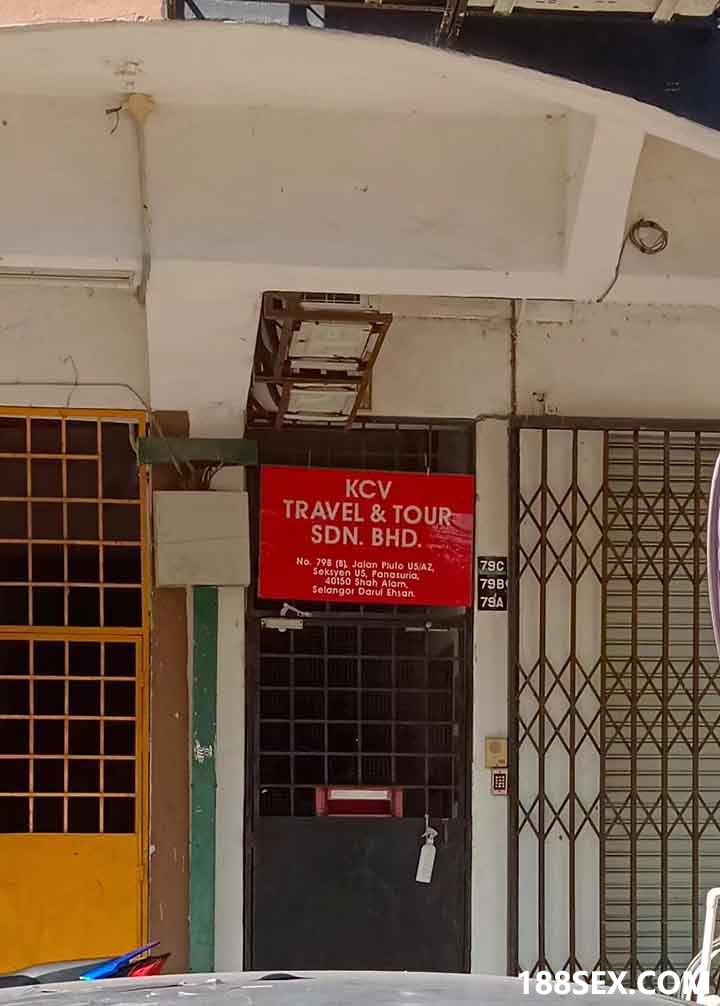 KCV
TRAVEL & TOUR
SDN. BHD.
No. 79B (B), Jalan Pluto U5/AZ,
Seksyen U5, Panasuria,
40150 Shah Alam,
Selangor Darul Ehsan.
79C
79B
79A
188SEX.COM